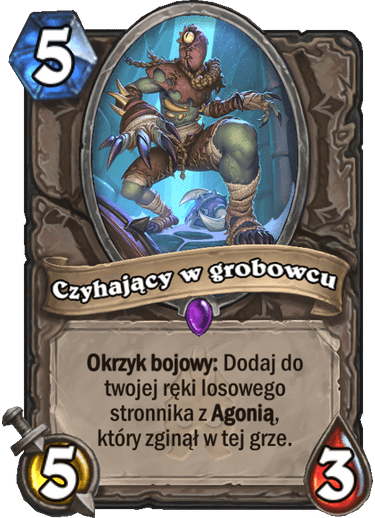 5
Czyhający w grobowcu
Okrzyk bojowy: Dodaj do
twojej ręki losowego
stronnika z Agonią,
który zginął w tej grze.
5
3